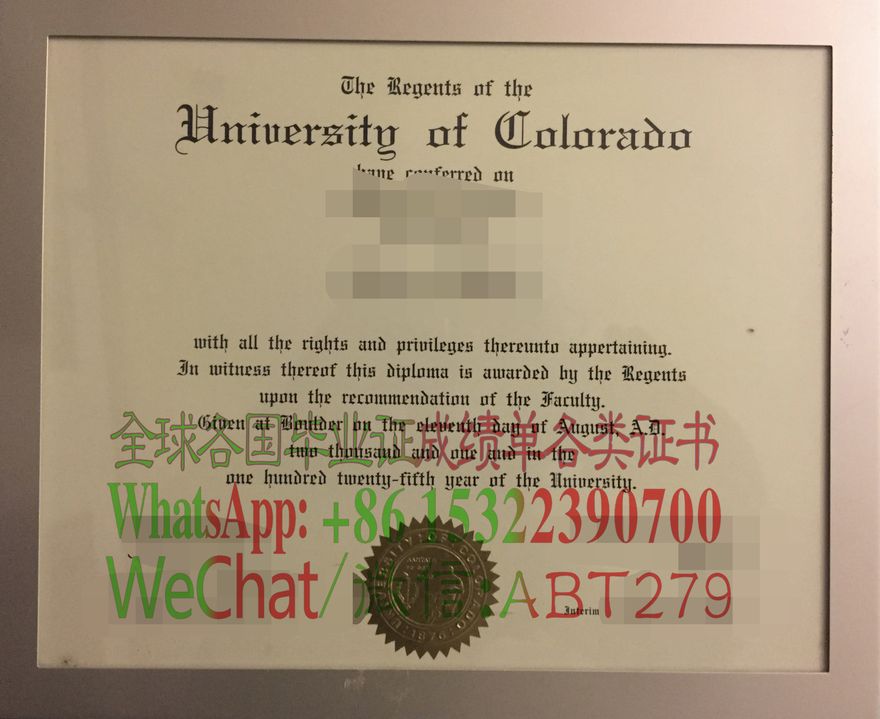 The Regents of the
University of Colorado
have conferred on
with all the rights and privileges thereunto appertaining.
In witness thereof this diploma is awarded by the Regents
upon the recommendation of the Faculty.
Given at Boulder on the eleventh day of August, A.D.
全球各国毕业证成绩单各类证书
two thousand and one and in the
one hundred twenty-fifth year of the University.
WhatsApp: +86 15322390700
WeChat/微信:ABT279
Interim